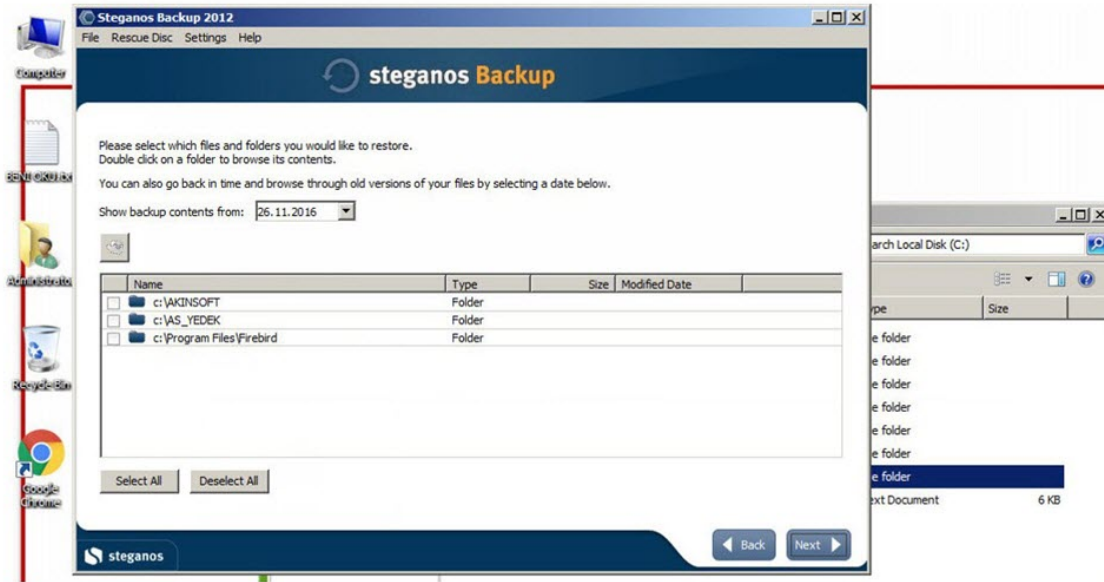 Steganos Backup 2012
File Rescue Disc Settings Help
steganos Backup
Please select which files and folders you would like to restore.
Double click on a folder to browse its contents.
You can also go back in time and browse through old versions of your files by selecting a date below.
Show backup contents from: 26.11.2016
Name Type Size Modified Date
c:\AKINSOFT Folder
c:\AS_YEDEK Folder
c:\Program Files\Firebird Folder
Select All Deselect All
Back Next
steganos
Computer
BENI OKU.txt
Administrato
Recycle Bin
Google
Chrome
arch Local Disk (C:)
ype Size
e folder
e folder
e folder
e folder
e folder
e folder
e folder
ext Document 6 KB